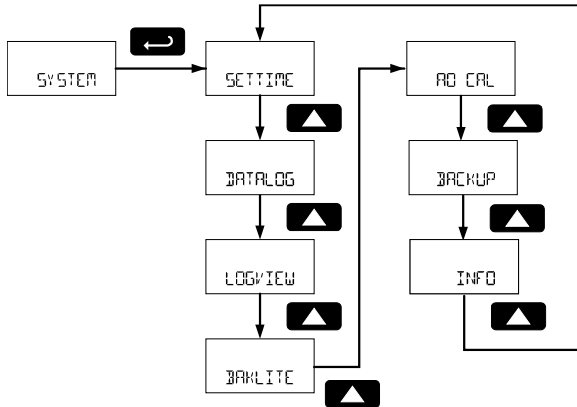 SYSTEM
SETTIME
DATALOG
LOGVIEW
BAKLITE
AO CAL
BACKUP
INFO